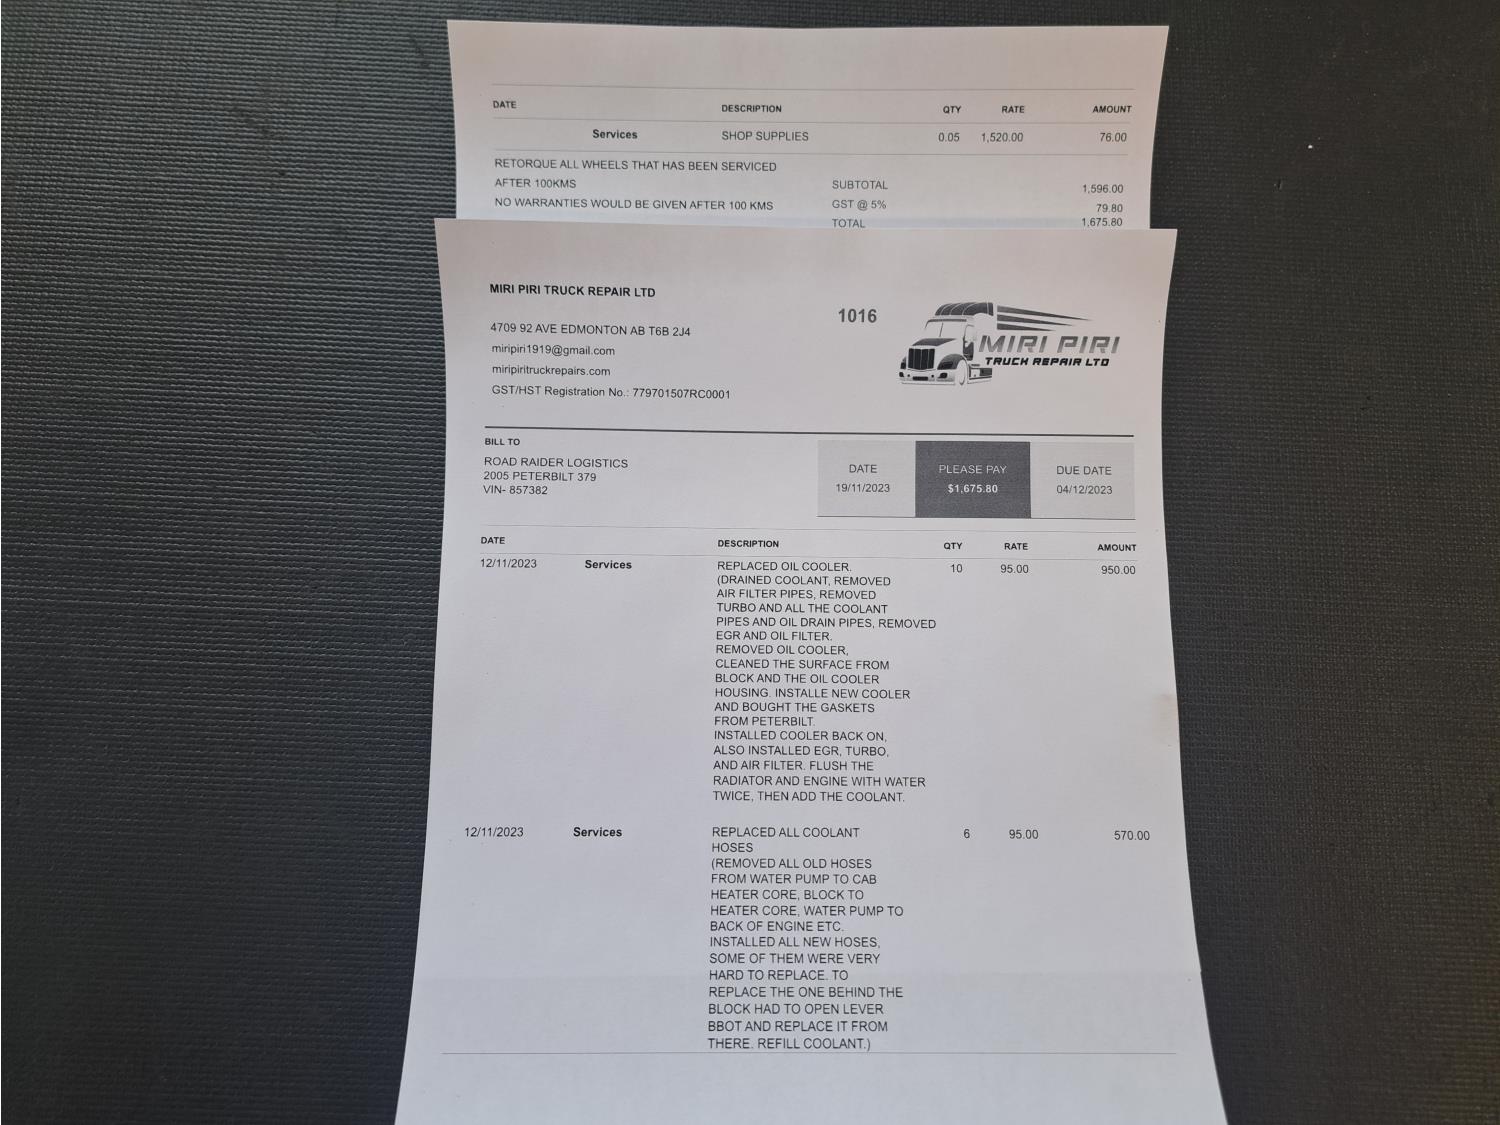 DATE DESCRIPTION QTY RATE AMOUNT
Services SHOP SUPPLIES 0.05 1,520.00 76.00
RETORQUE ALL WHEELS THAT HAS BEEN SERVICED
AFTER 100KMS
NO WARRANTIES WOULD BE GIVEN AFTER 100 KMS
SUBTOTAL 1,596.00
GST @ 5% 79.80
TOTAL 1,675.80
MIRI PIRI TRUCK REPAIR LTD
4709 92 AVE EDMONTON AB T6B 2J4
miripiri1919@gmail.com
miripiritruckrepairs.com
GST/HST Registration No.: 779701507RC0001
1016
MIRI PIRI
TRUCK REPAIR LTD
BILL TO
ROAD RAIDER LOGISTICS
2005 PETERBILT 379
VIN- 857382
DATE PLEASE PAY DUE DATE
19/11/2023 $1,675.80 04/12/2023
DATE DESCRIPTION QTY RATE AMOUNT
12/11/2023 Services REPLACED OIL COOLER. 10 95.00 950.00
(DRAINED COOLANT, REMOVED
AIR FILTER PIPES, REMOVED
TURBO AND ALL THE COOLANT
PIPES AND OIL DRAIN PIPES, REMOVED
EGR AND OIL FILTER.
REMOVED OIL COOLER,
CLEANED THE SURFACE FROM
BLOCK AND THE OIL COOLER
HOUSING. INSTALLE NEW COOLER
AND BOUGHT THE GASKETS
FROM PETERBILT.
INSTALLED COOLER BACK ON,
ALSO INSTALLED EGR, TURBO,
AND AIR FILTER. FLUSH THE
RADIATOR AND ENGINE WITH WATER
TWICE, THEN ADD THE COOLANT.
12/11/2023 Services REPLACED ALL COOLANT 6 95.00 570.00
HOSES
(REMOVED ALL OLD HOSES
FROM WATER PUMP TO CAB
HEATER CORE, BLOCK TO
HEATER CORE, WATER PUMP TO
BACK OF ENGINE ETC.
INSTALLED ALL NEW HOSES,
SOME OF THEM WERE VERY
HARD TO REPLACE. TO
REPLACE THE ONE BEHIND THE
BLOCK HAD TO OPEN LEVER
BBOT AND REPLACE IT FROM
THERE. REFILL COOLANT.)